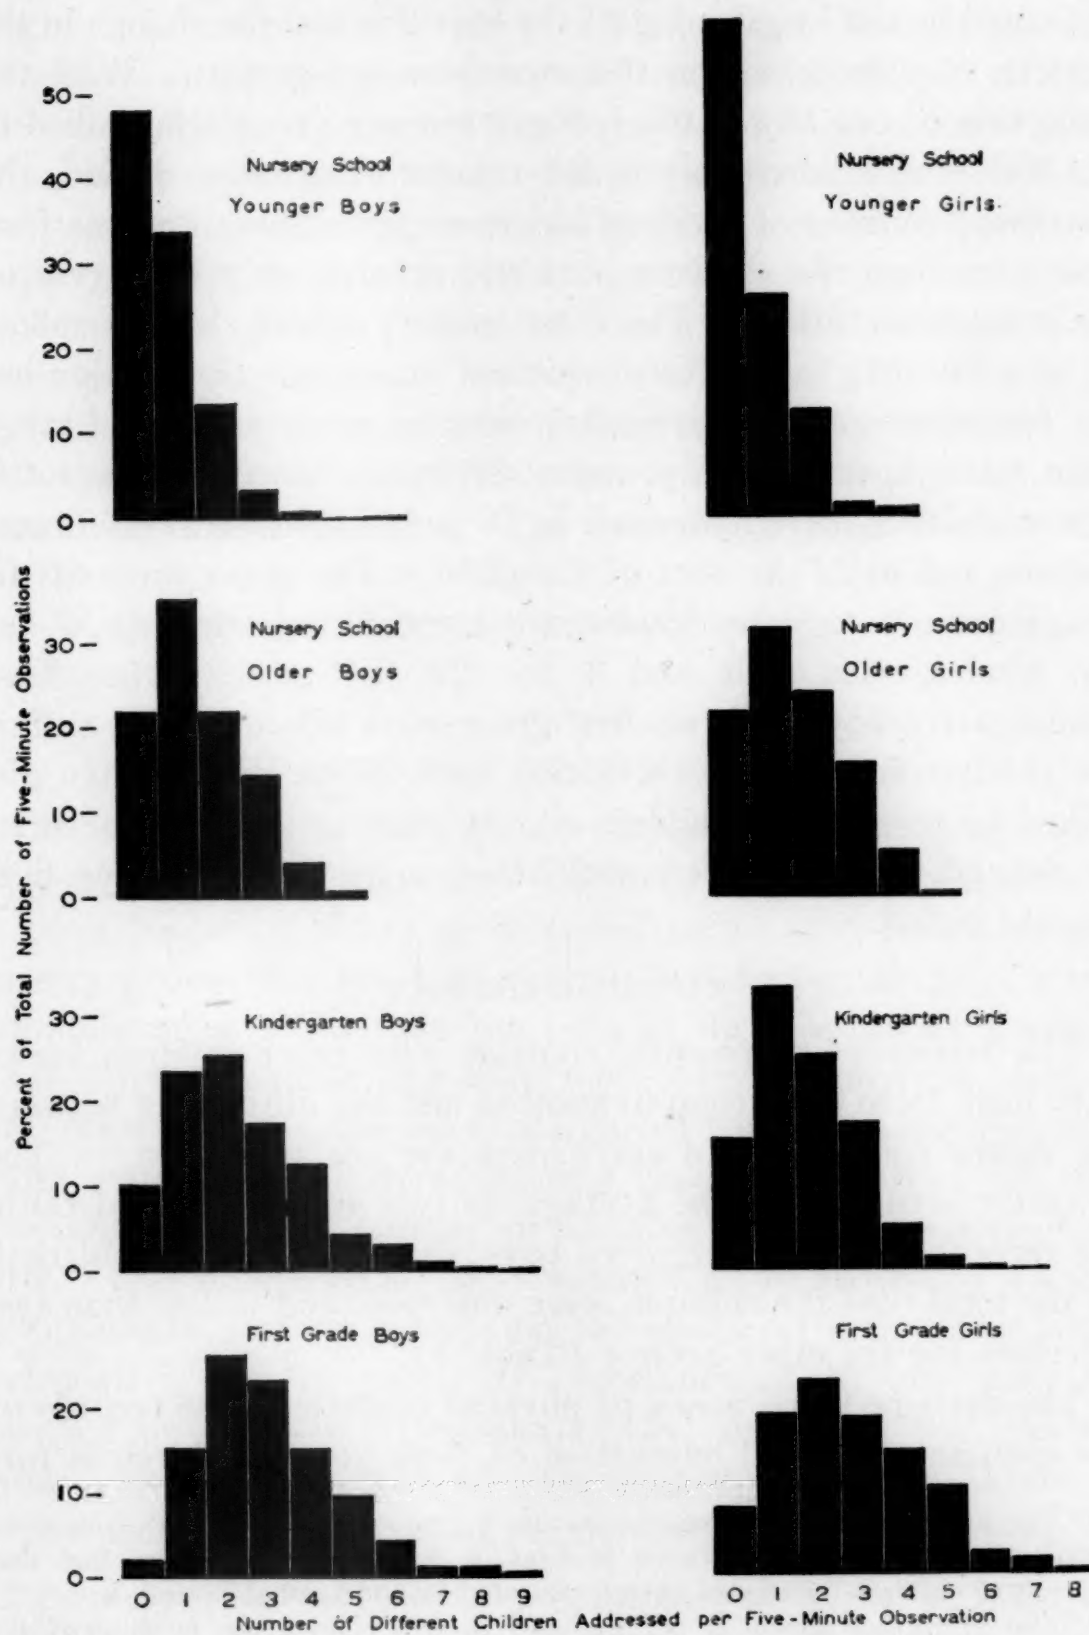 50-
40-
30-
20-
10-
0-
Nursery School
Younger Boys
Nursery School
Younger Girls
Percent of Total Number of Five-Minute Observations
30-
20-
10-
0-
Nursery School
Older Boys
Nursery School
Older Girls
30-
20-
10-
0-
Kindergarten Boys
Kindergarten Girls
20-
10-
0-
First Grade Boys
First Grade Girls
0 1 2 3 4 5 6 7 8 9
0 1 2 3 4 5 6 7 8
Number of Different Children Addressed per Five-Minute Observation